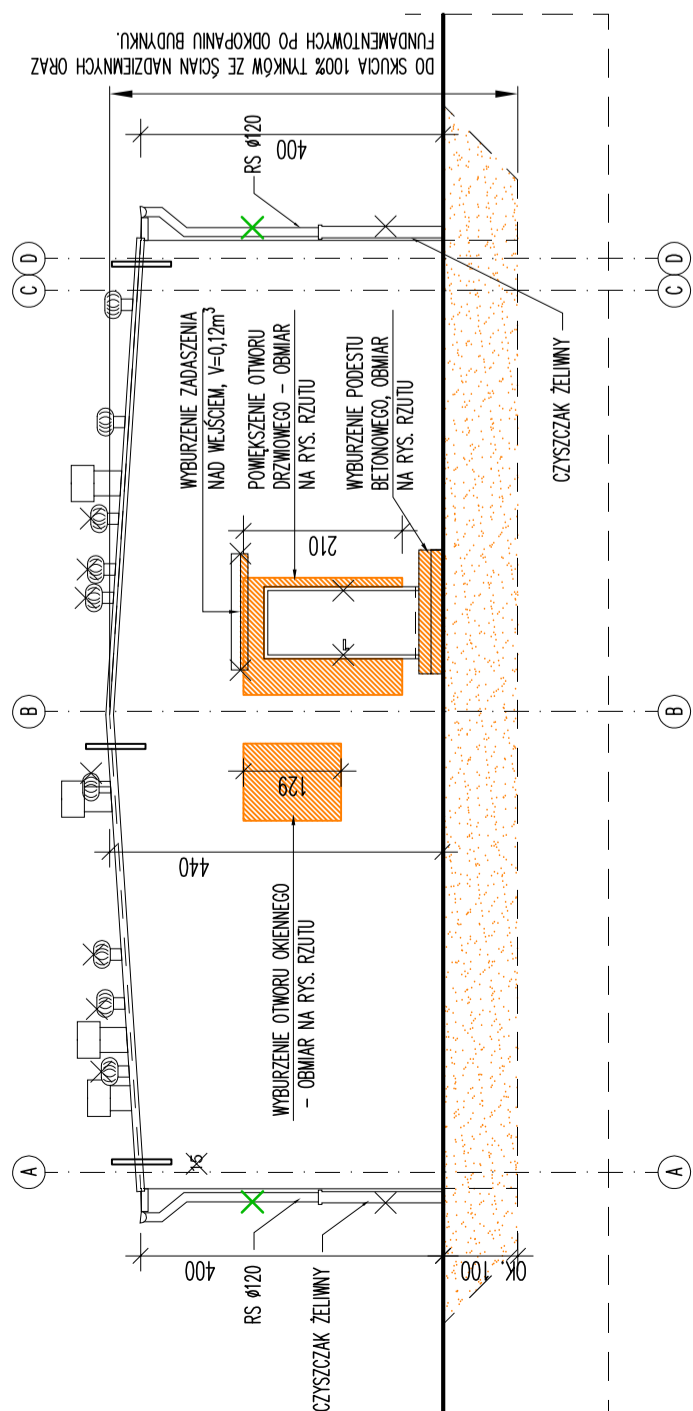 DO SKUCIA 100% TYNKÓW ZE ŚCIAN NADZIEMNYCH ORAZ
FUNDAMENTOWYCH PO ODKOPANIU BUDYNKU.
A
B
C
D
15
440
400
RS ø120
CZYSZCZAK ŻELIWNY
OK. 100
WYBURZENIE OTWORU OKIENNEGO
- OBMIAR NA RYS. RZUTU
129
WYBURZENIE ZADASZENIA
NAD WEJŚCIEM, V=0,12m³
POWIĘKSZENIE OTWORU
DRZWIOWEGO - OBMIAR
NA RYS. RZUTU
210
L
WYBURZENIE PODESTU
BETONOWEGO, OBMIAR
NA RYS. RZUTU
RS ø120
400
CZYSZCZAK ŻELIWNY
A
B
C
D